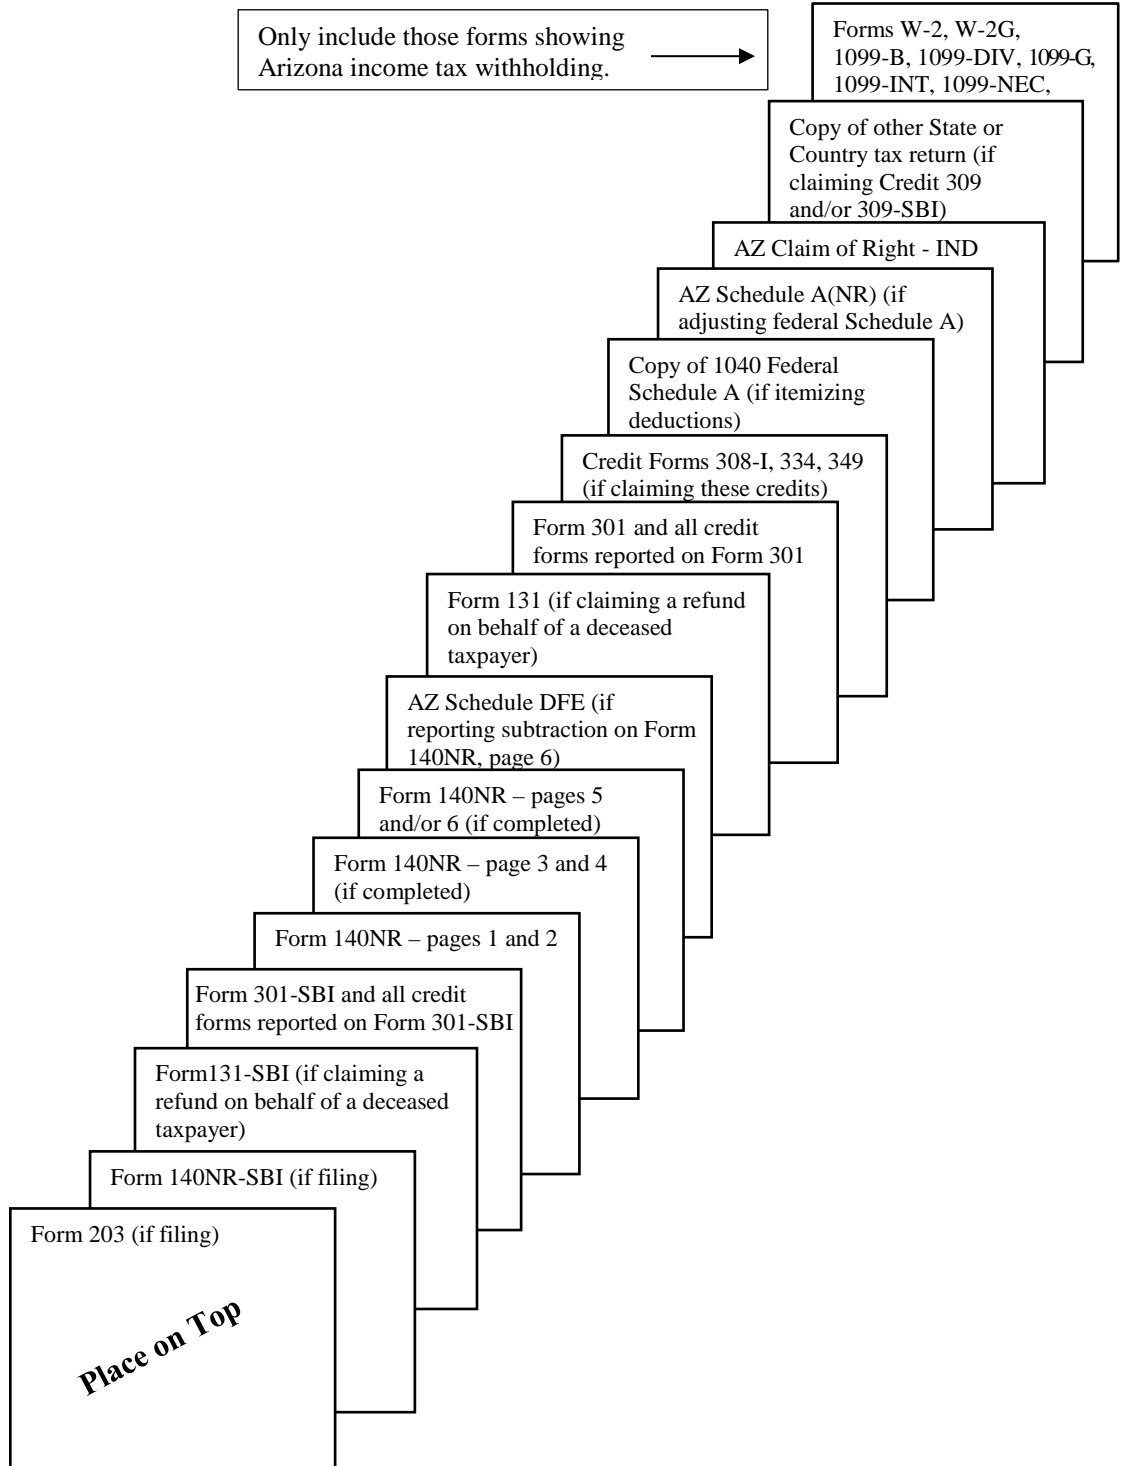 Only include those forms showing
Arizona income tax withholding.
Forms W-2, W-2G,
1099-B, 1099-DIV, 1099-G,
1099-INT, 1099-NEC,
Copy of other State or
Country tax return (if
claiming Credit 309
and/or 309-SBI)
AZ Claim of Right - IND
AZ Schedule A(NR) (if
adjusting federal Schedule A)
Copy of 1040 Federal
Schedule A (if itemizing
deductions)
Credit Forms 308-I, 334, 349
(if claiming these credits)
Form 301 and all credit
forms reported on Form 301
Form 131 (if claiming a refund
on behalf of a deceased
taxpayer)
AZ Schedule DFE (if
reporting subtraction on Form
140NR, page 6)
Form 140NR – pages 5
and/or 6 (if completed)
Form 140NR – page 3 and 4
(if completed)
Form 140NR – pages 1 and 2
Form 301-SBI and all credit
forms reported on Form 301-SBI
Form131-SBI (if claiming a
refund on behalf of a deceased
taxpayer)
Form 140NR-SBI (if filing)
Form 203 (if filing)
Place on Top